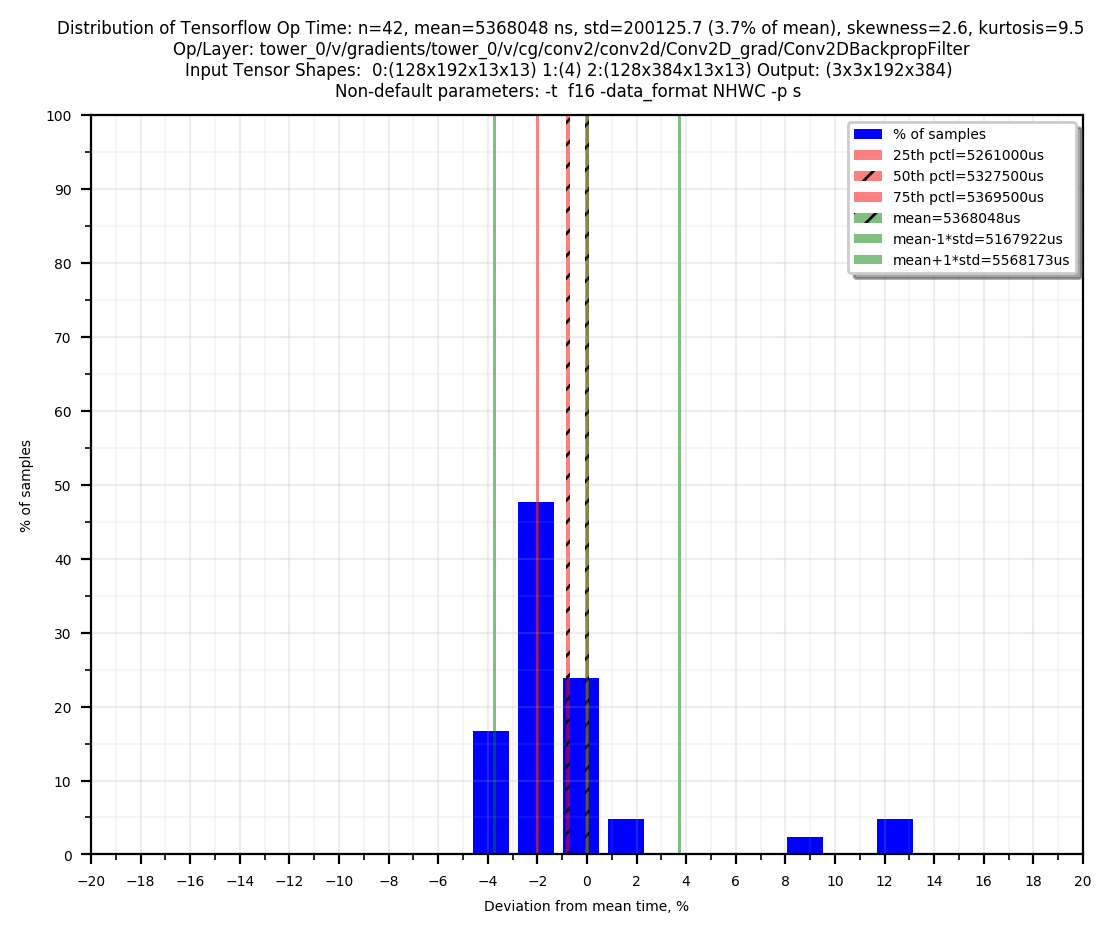 Distribution of Tensorflow Op Time: n=42, mean=5368048 ns, std=200125.7 (3.7% of mean), skewness=2.6, kurtosis=9.5
Op/Layer: tower_0/v/gradients/tower_0/v/cg/conv2/conv2d/Conv2D_grad/Conv2DBackpropFilter
Input Tensor Shapes:  0:(128x192x13x13) 1:(4) 2:(128x384x13x13) Output: (3x3x192x384)
Non-default parameters: -t  f16 -data_format NHWC -p s
100
90
80
70
60
50
40
30
20
10
0
% of samples
% of samples
25th pctl=5261000us
50th pctl=5327500us
75th pctl=5369500us
mean=5368048us
mean-1*std=5167922us
mean+1*std=5568173us
−20 −18 −16 −14 −12 −10 −8 −6 −4 −2 0 2 4 6 8 10 12 14 16 18 20
Deviation from mean time, %